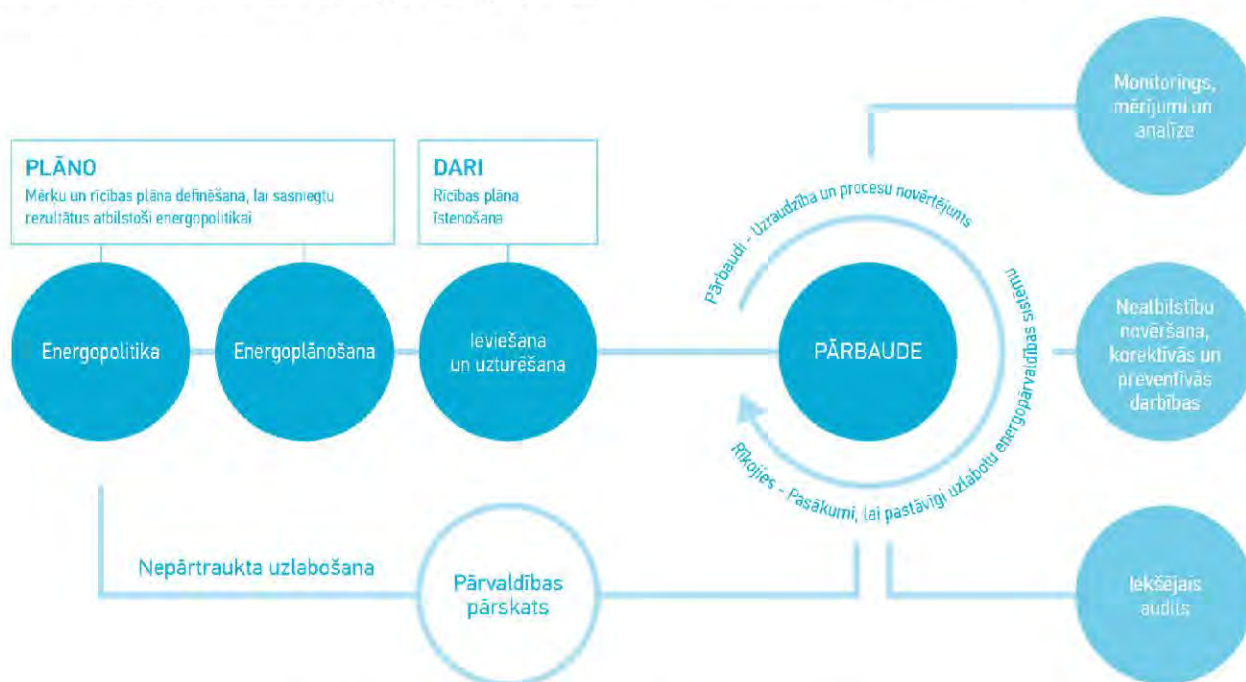 Monitorings,
mērījumi un
analīze
PLĀNO
Mērķu un rīcības plāna definēšana, lai sasniegtu
rezultātus atbilstoši energopolitikai
DARI
Rīcības plāna
īstenošana
Pārbaudi - Uzraudzība un procesu novērtējums
Energopolitika
Energoplānošana
Ieviešana
un uzturēšana
PĀRBAUDE
Neatbilstību
novēršana,
korektīvās un
preventīvās
darbības
Rīkojies - Pasākumi, lai pastāvīgi uzlabotu energopārvaldības sistēmu
Nepārtraukta uzlabošana
Pārvaldības
pārskats
Iekšējais
audits